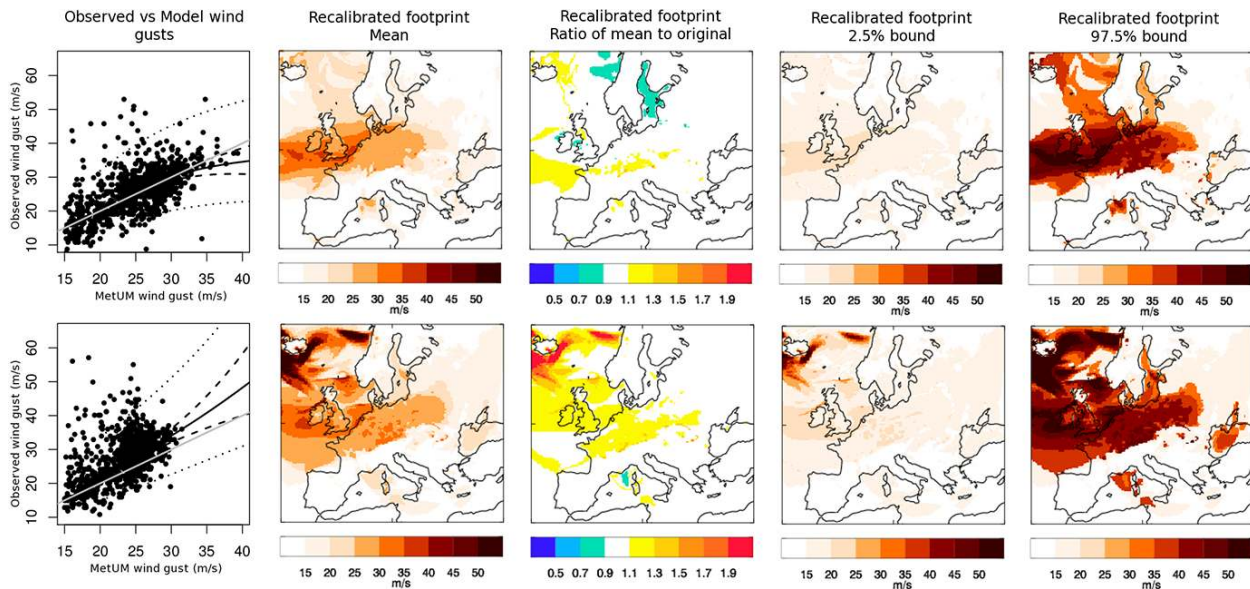 Observed vs Model wind
gusts
Recalibrated footprint
Mean
Recalibrated footprint
Ratio of mean to original
Recalibrated footprint
2.5% bound
Recalibrated footprint
97.5% bound
Observed wind gust (m/s)
60
50
40
30
20
10
15 20 25 30 35 40
MetUM wind gust (m/s)
15 20 25 30 35 40 45 50
m/s
0.5 0.7 0.9 1.1 1.3 1.5 1.7 1.9
15 20 25 30 35 40 45 50
m/s
15 20 25 30 35 40 45 50
m/s
Observed wind gust (m/s)
60
50
40
30
20
10
15 20 25 30 35 40
MetUM wind gust (m/s)
15 20 25 30 35 40 45 50
m/s
0.5 0.7 0.9 1.1 1.3 1.5 1.7 1.9
15 20 25 30 35 40 45 50
m/s
15 20 25 30 35 40 45 50
m/s